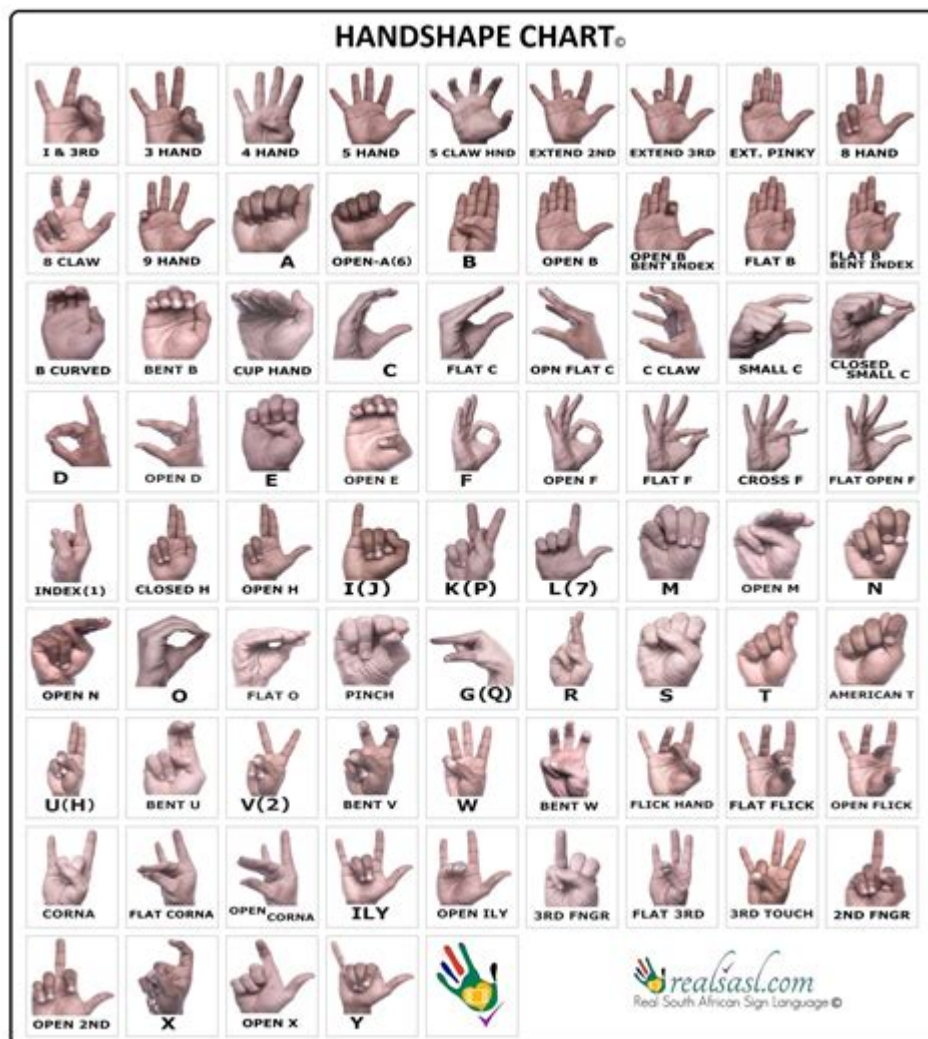 HANDSHAPE CHART©
I & 3RD
3 HAND
4 HAND
5 HAND
5 CLAW HND
EXTEND 2ND
EXTEND 3RD
EXT. PINKY
8 HAND
8 CLAW
9 HAND
A
OPEN-A(6)
B
OPEN B
OPEN B
BENT INDEX
FLAT B
FLAT B
BENT INDEX
B CURVED
BENT B
CUP HAND
C
FLAT C
OPN FLAT C
C CLAW
SMALL C
CLOSED
SMALL C
D
OPEN D
E
OPEN E
F
OPEN F
FLAT F
CROSS F
FLAT OPEN F
INDEX(1)
CLOSED H
OPEN H
I(J)
K(P)
L(7)
M
OPEN M
N
OPEN N
O
FLAT O
PINCH
G(Q)
R
S
T
AMERICAN T
U(H)
BENT U
V(2)
BENT V
W
BENT W
FLICK HAND
FLAT FLICK
OPEN FLICK
CORNA
FLAT CORNA
OPEN
CORNA
ILY
OPEN ILY
3RD FNGR
FLAT 3RD
3RD TOUCH
2ND FNGR
OPEN 2ND
X
OPEN X
Y
realsasl.com
Real South African Sign Language ©